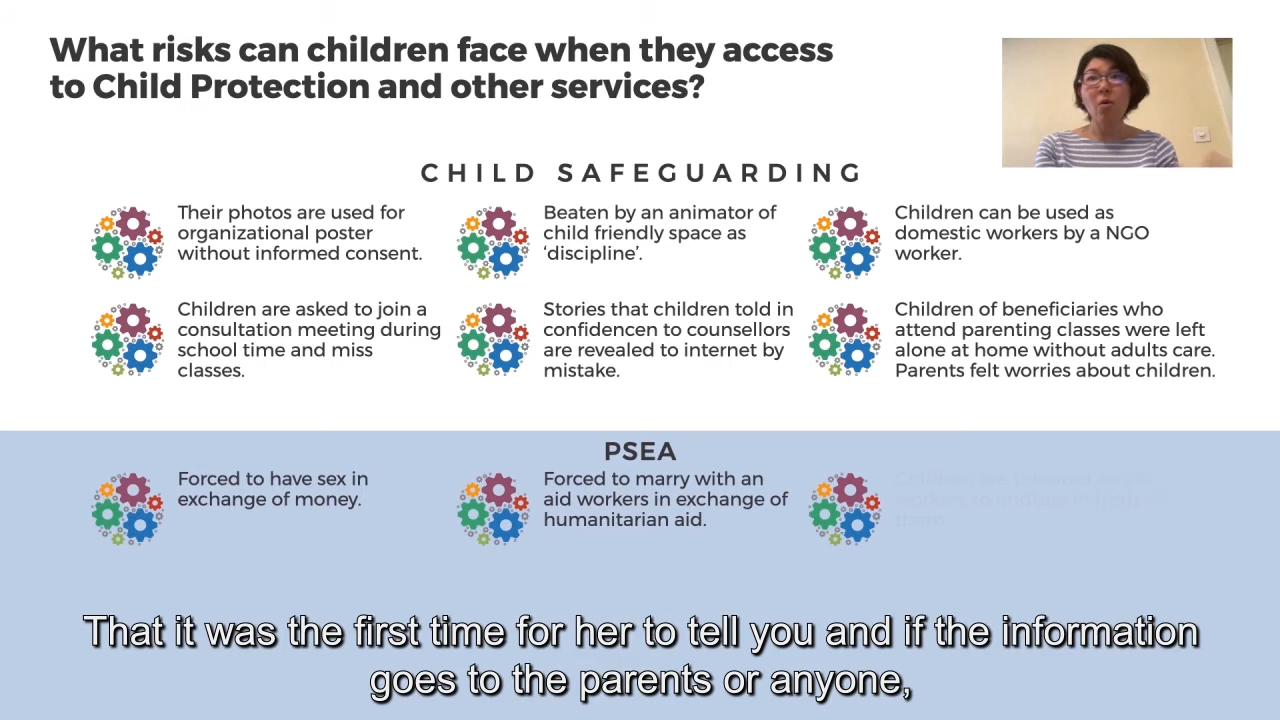 What risks can children face when they access
to Child Protection and other services?
CHILD SAFEGUARDING
Their photos are used for
organizational poster
without informed consent.
Beaten by an animator of
child friendly space as
‘discipline’.
Children can be used as
domestic workers by a NGO
worker.
Children are asked to join a
consultation meeting during
school time and miss
classes.
Stories that children told in
confidencen to counsellors
are revealed to internet by
mistake.
Children of beneficiaries who
attend parenting classes were left
alone at home without adults care.
Parents felt worries about children.
PSEA
Forced to have sex in
exchange of money.
Forced to marry with an
aid workers in exchange of
humanitarian aid.
That it was the first time for her to tell you and if the information
goes to the parents or anyone,